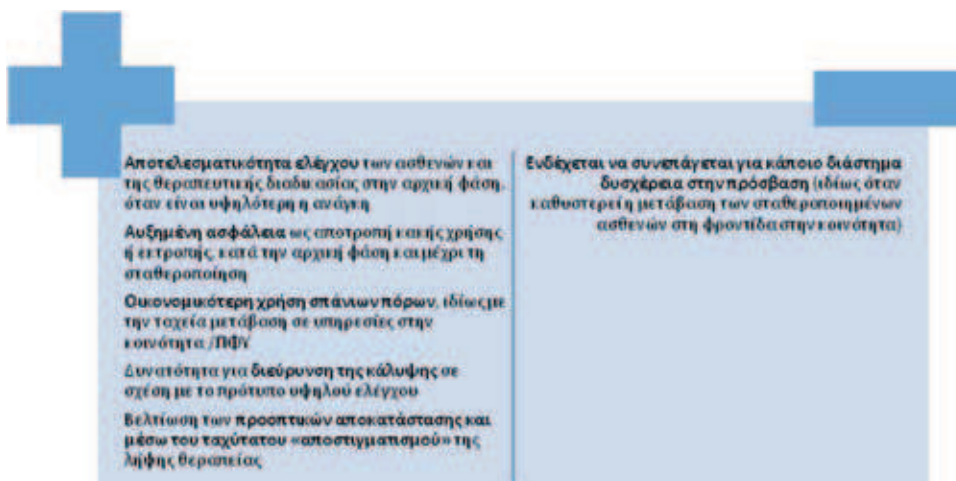 Αποτελεσματικότητα ελέγχου των ασθενών και
της θεραπευτικής διαδικασίας στην αρχική φάση,
όταν είναι υψηλότερη η ανάγκη
Αυξημένη ασφάλεια ως αποτροπή κακής χρήσης
ή εκτροπής, κατά την αρχική φάση και μέχρι τη
σταθεροποίηση
Οικονομικότερη χρήση σπάνιων πόρων, ιδίως με
την ταχεία μετάβαση σε υπηρεσίες στην
κοινότητα /ΠΦΥ
Δυνατότητα για διεύρυνση της κάλυψης σε
σχέση με το πρότυπο υψηλού ελέγχου
Βελτίωση των προοπτικών αποκατάστασης και
μέσω του ταχύτατου «αποστιγματισμού» της
λήψης θεραπείας
Ενδέχεται να συνεπάγεται για κάποιο διάστημα
δυσχέρεια στην πρόσβαση (ιδίως όταν
καθυστερεί η μετάβαση των σταθεροποιημένων
ασθενών στη φροντίδα στην κοινότητα)